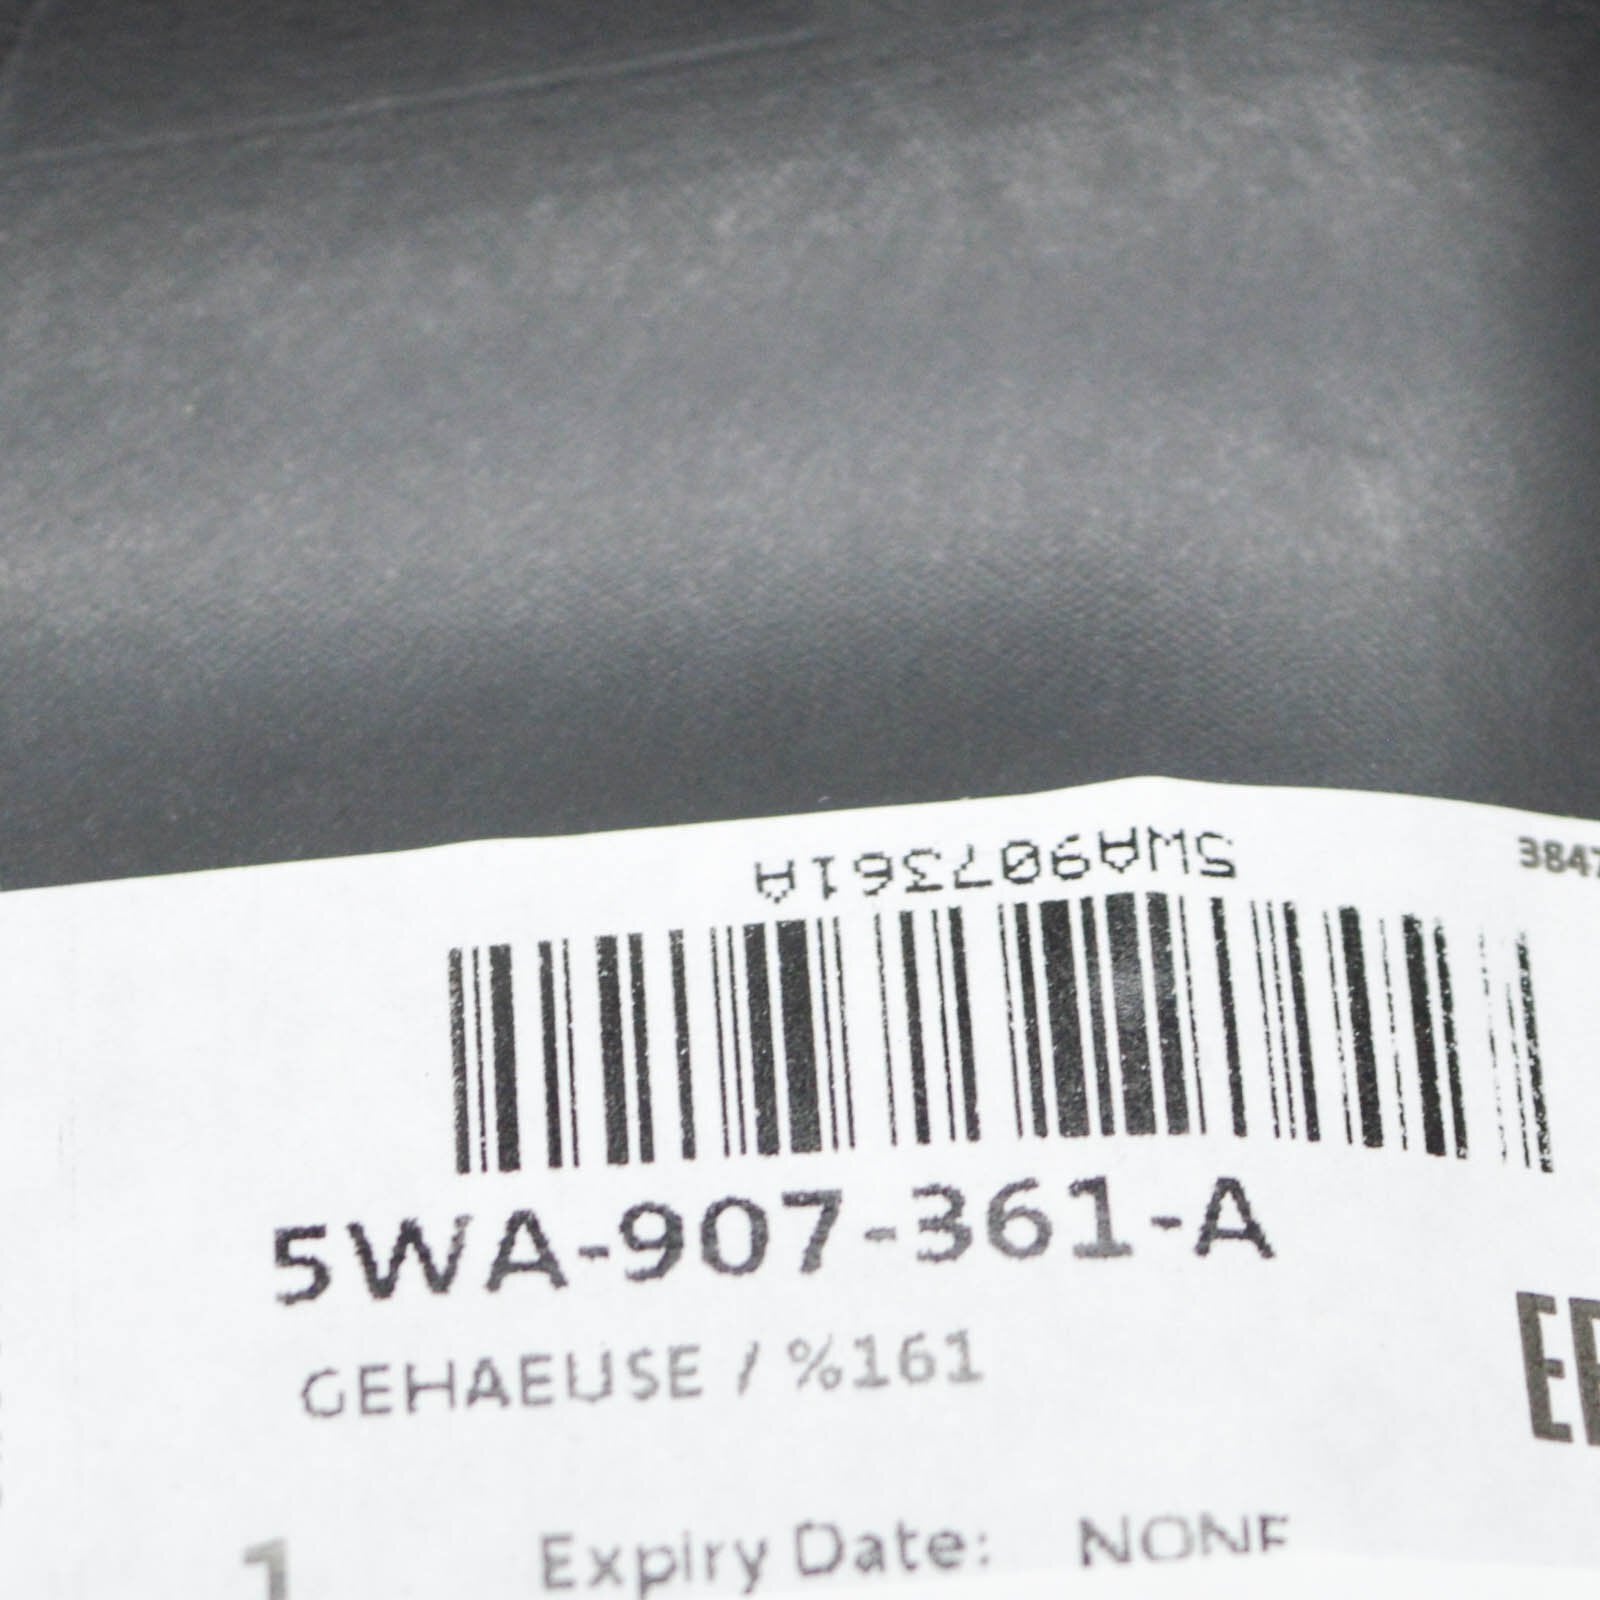 5WA907361A
3847
5WA-907-361-A
GEHAEUSE / %161
1
Expiry Date: NONE